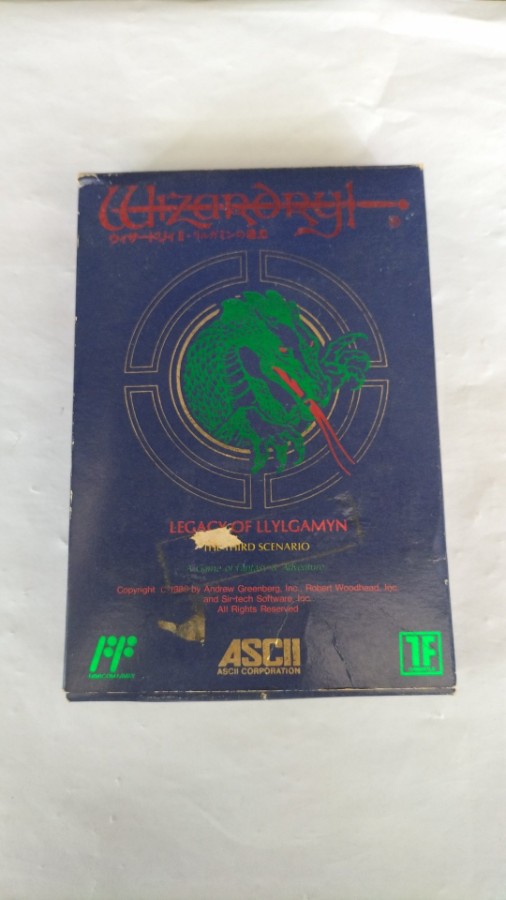 Wizardry
ウィザードリィⅡ・リルガミンの遺産
LEGACY OF LLYLGAMYN
THE THIRD SCENARIO
Adventure
Copyright by Andrew Greenberg, Inc., Robert Woodhead, Inc.
and Sir-tech Software, Inc.
All Rights Reserved
ASCII
ASCII CORPORATION